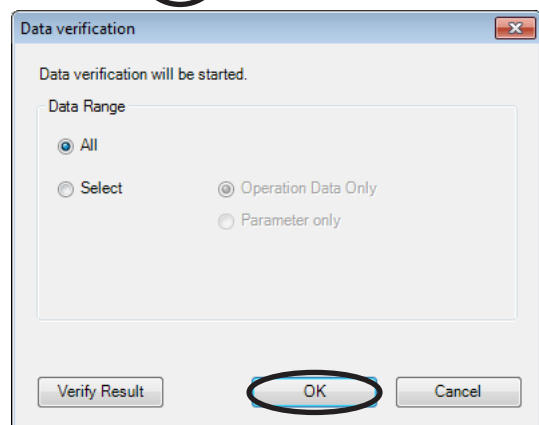 Data verification
Data verification will be started.
Data Range
All
Select
Operation Data Only
Parameter only
Verify Result
OK
Cancel